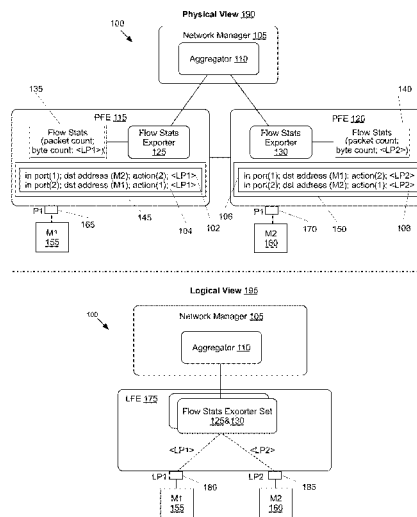 Physical View 190
100
Network Manager 105
Aggregator 110
135
140
PFE 115
PFE 120
Flow Stats
(packet count;
byte count; <LP1>)
Flow Stats
Exporter
125
Flow Stats
Exporter
130
Flow Stats
(packet count;
byte count; <LP2>)
in port(1); dst address (M2); action(2); <LP1>
in port(2); dst address (M1); action(1); <LP1>
in port(1); dst address (M1); action(2); <LP2>
in port(2); dst address (M2); action(1); <LP2>
P1
165
145
104
102
106
P1
170
150
108
M1
155
M2
160
Logical View 195
100
Network Manager 105
Aggregator 110
LFE 175
Flow Stats Exporter Set
125&130
<LP1>
<LP2>
LP1
LP2
185
M1
155
M2
160